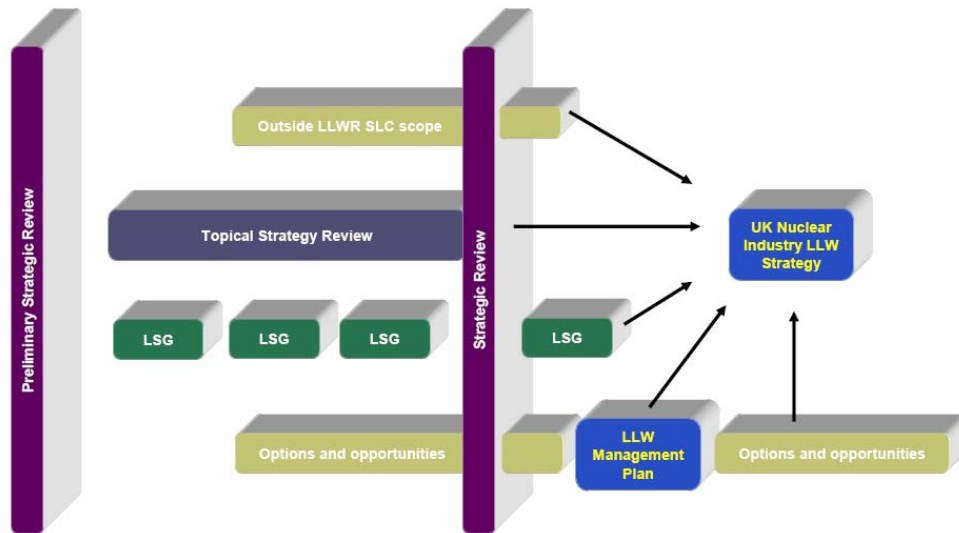 Preliminary Strategic Review
Outside LLWR SLC scope
Topical Strategy Review
LSG
LSG
LSG
Options and opportunities
Strategic Review
LSG
LLW
Management
Plan
Options and opportunities
UK Nuclear
Industry LLW
Strategy